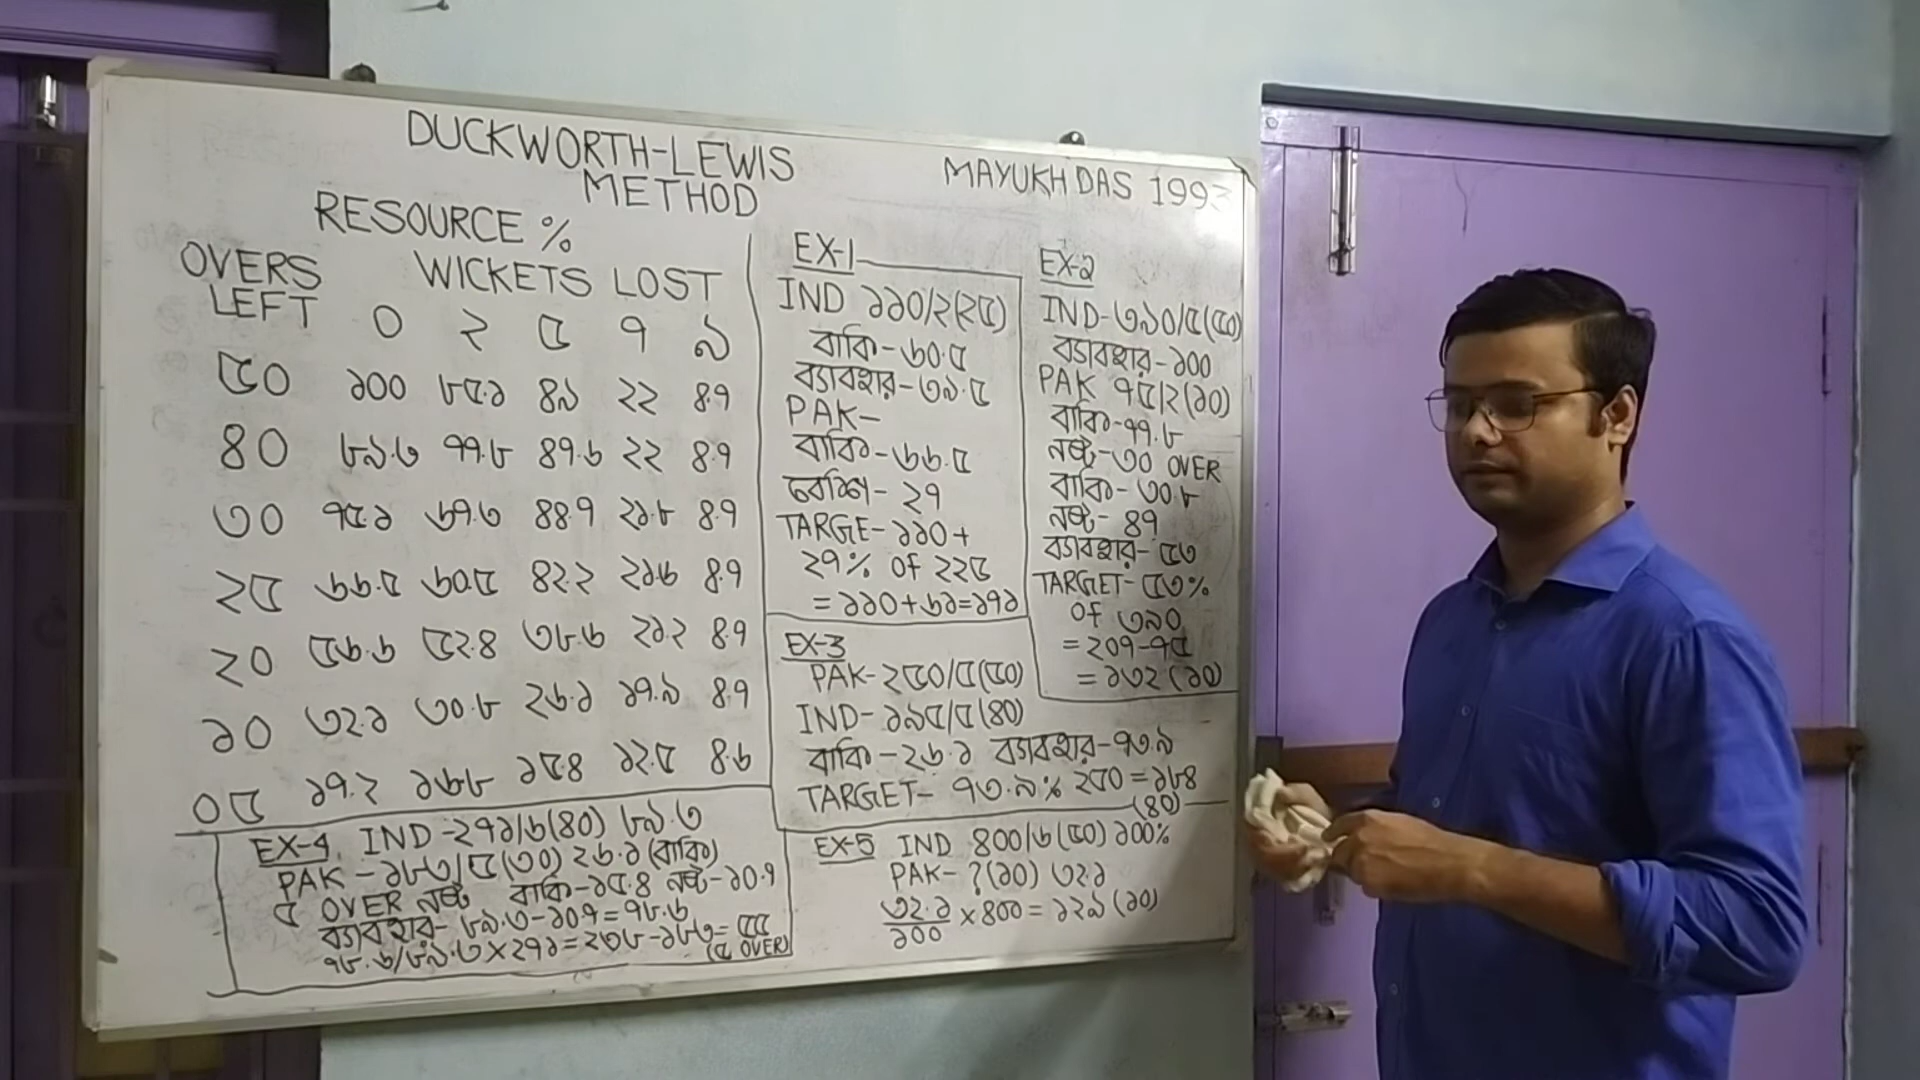 DUCKWORTH-LEWIS
METHOD
MAYUKH DAS 1993
RESOURCE %
OVERS
LEFT
WICKETS LOST
০ ২ ৫ ৭ ৯
৫০ ১০০ ৮৫.১ ৪৯ ২২ ৪.৭
৪০ ৮৯.৩ ৭৭.৮ ৪৭.৬ ২২ ৪.৭
৩০ ৭৫.১ ৬৭.৩ ৪৪.৭ ২১.৮ ৪.৭
২৫ ৬৬.৫ ৬০.৫ ৪২.২ ২১.৬ ৪.৭
২০ ৫৬.৬ ৫২.৪ ৩৮.৬ ২১.২ ৪.৭
১০ ৩২.১ ৩০.৮ ২৬.১ ১৭.৯ ৪.৭
০৫ ১৭.২ ১৬.৮ ১৫.৪ ১২.৫ ৪.৬
EX-1
IND ১১০/২(২৫)
বাকি-৬০.৫
ব্যাবহার-৩৯.৫
PAK-
বাকি-৬৬.৫
বেশি-২৭
TARGE-১১০+
২৭% OF ২২৫
=১১০+৬১=১৭১
EX-2
IND-৩৯০/৫(৫০)
ব্যাবহার-১০০
PAK ৭৫/২(১০)
বাকি-৭৭.৮
নষ্ট-৩০ OVER
বাকি-৩০.৮
নষ্ট-৪৭
ব্যাবহার-৫৩
TARGET-৫৩%
OF ৩৯০
=২০৭-৭৫
=১৩২(১০)
EX-3
PAK-২৫০/৫(৫০)
IND-১৯৫/৫(৪০)
বাকি-২৬.১ ব্যাবহার-৭৩.৯
TARGET-৭৩.৯% ২৫০=১৮৪
(৪০)
EX-4 IND-২৭১/৬(৪০) ৮৯.৩
PAK-১৮৩/৫(৩০) ২৬.১(বাকি)
৫ OVER নষ্ট বাকি-১৫.৪ নষ্ট-১০.৭
ব্যাবহার-৮৯.৩-১০.৭=৭৮.৬
৭৮.৬/৮৯.৩×২৭১=২৩৮-১৮৩=৫৫
(৫ OVER)
EX-5 IND ৪০০/৬(৫০) ১০০%
PAK-?(১০) ৩২.১
৩২.১/১০০ ×৪০০=১২৯(১০)